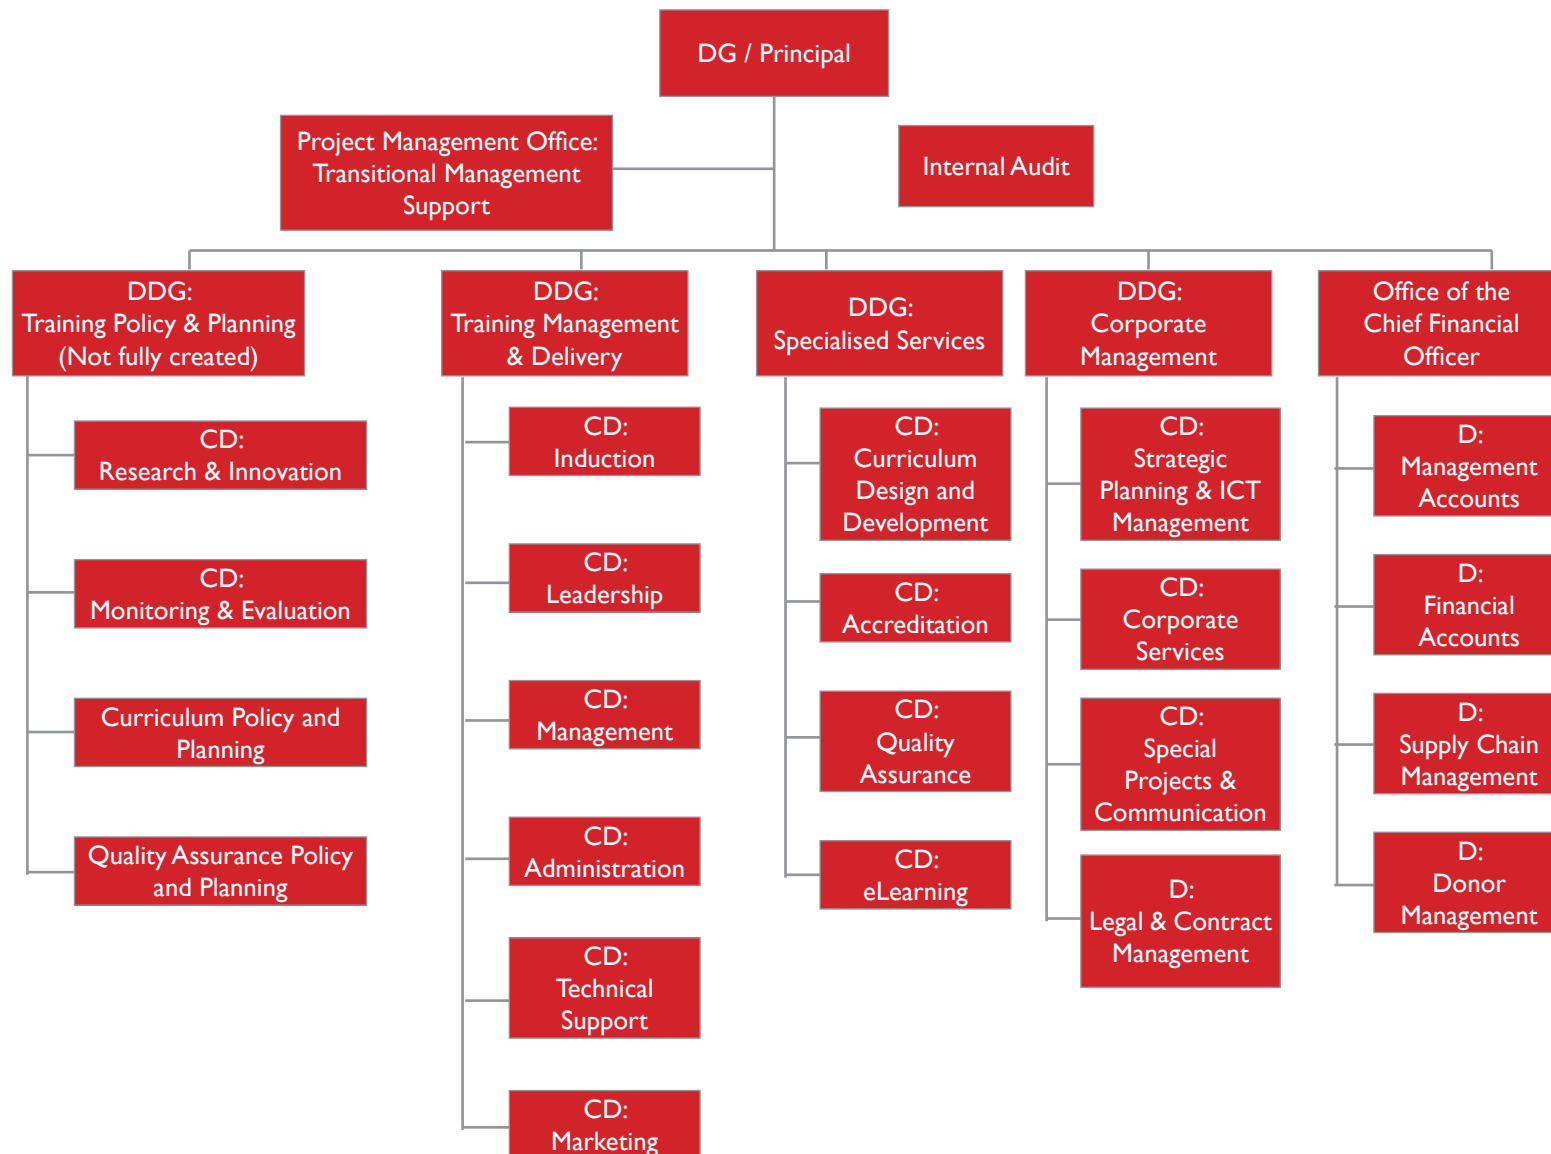 DG / Principal
Project Management Office:
Transitional Management
Support
Internal Audit
DDG:
Training Policy & Planning
(Not fully created)
CD:
Research & Innovation
CD:
Monitoring & Evaluation
Curriculum Policy and
Planning
Quality Assurance Policy
and Planning
DDG:
Training Management
& Delivery
CD:
Induction
CD:
Leadership
CD:
Management
CD:
Administration
CD:
Technical
Support
CD:
Marketing
DDG:
Specialised Services
CD:
Curriculum
Design and
Development
CD:
Accreditation
CD:
Quality
Assurance
CD:
eLearning
DDG:
Corporate
Management
CD:
Strategic
Planning & ICT
Management
CD:
Corporate
Services
CD:
Special
Projects &
Communication
D:
Legal & Contract
Management
Office of the
Chief Financial
Officer
D:
Management
Accounts
D:
Financial
Accounts
D:
Supply Chain
Management
D:
Donor
Management